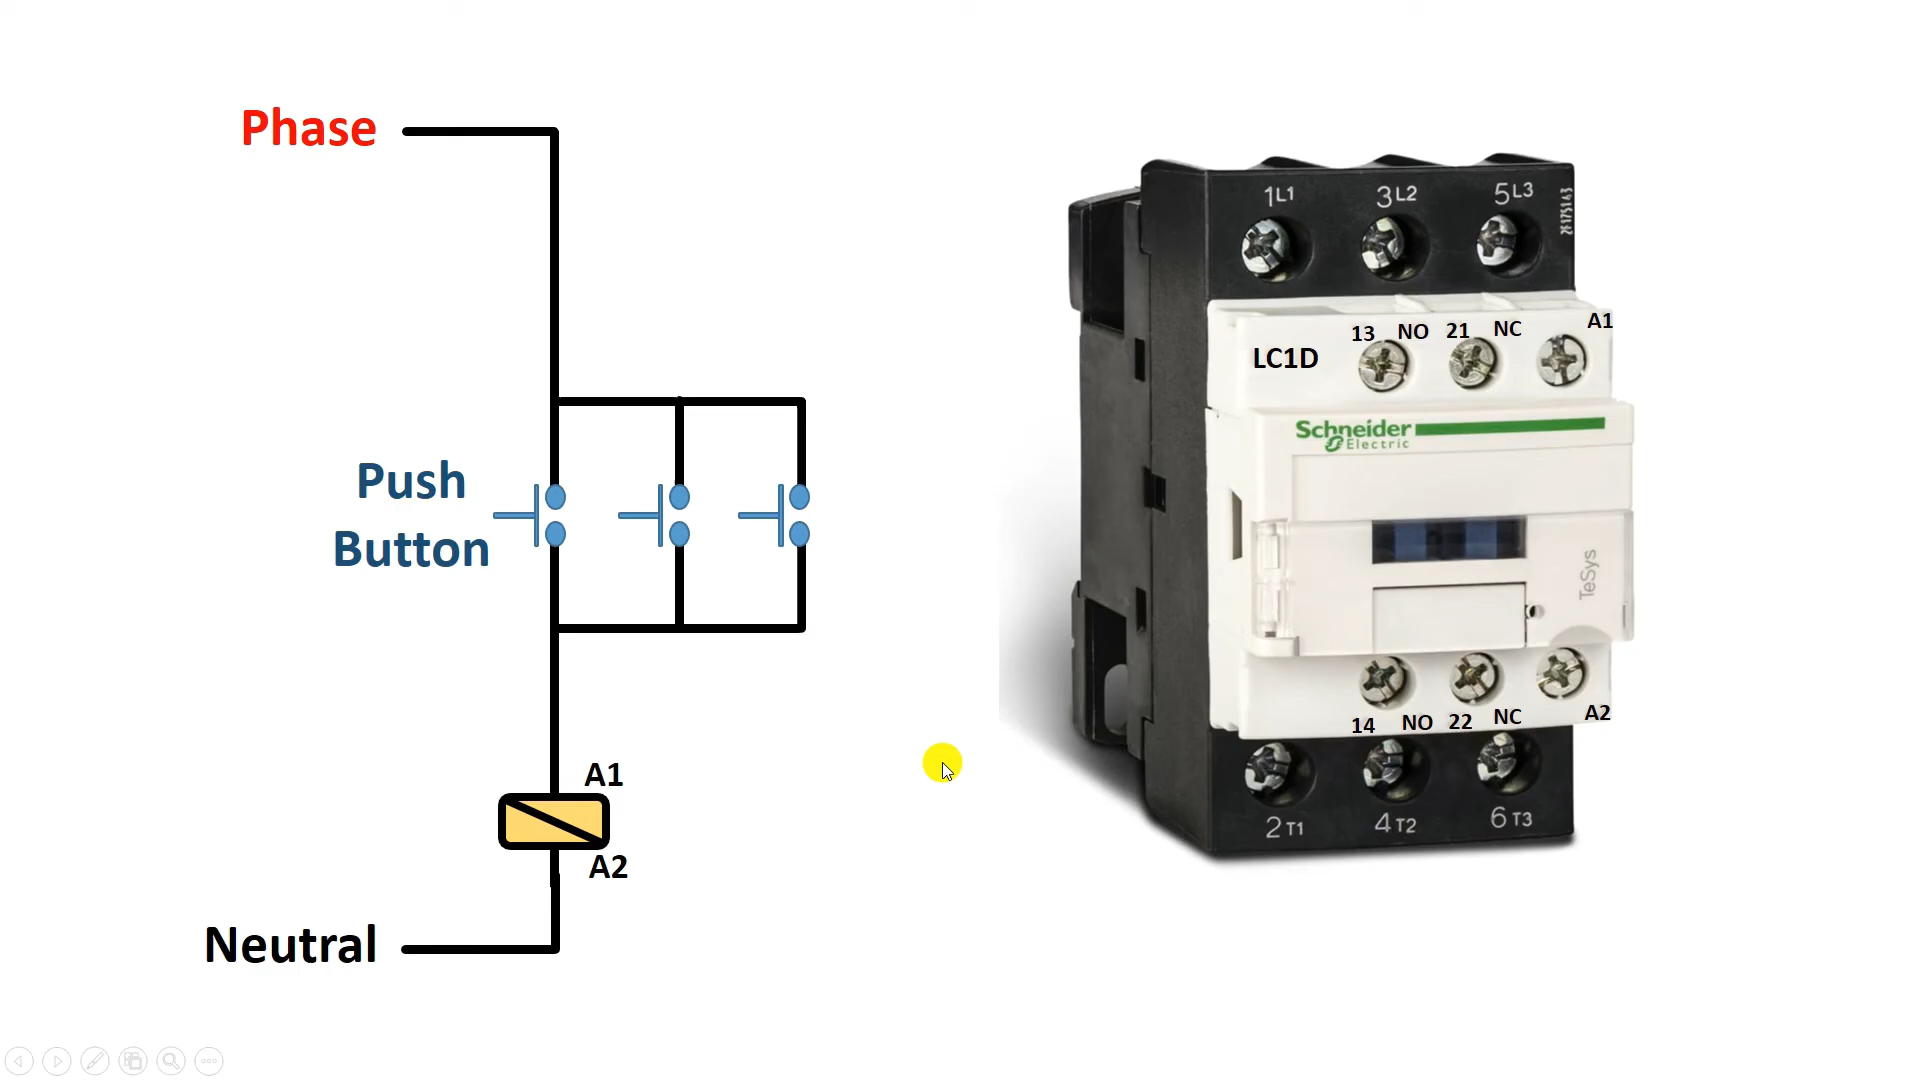 Phase
Push
Button
A1
A2
Neutral
1L1 3L2 5L3
2F175143
13 NO 21 NC A1
LC1D
Schneider
Electric
TeSys
14 NO 22 NC A2
2T1 4T2 6T3